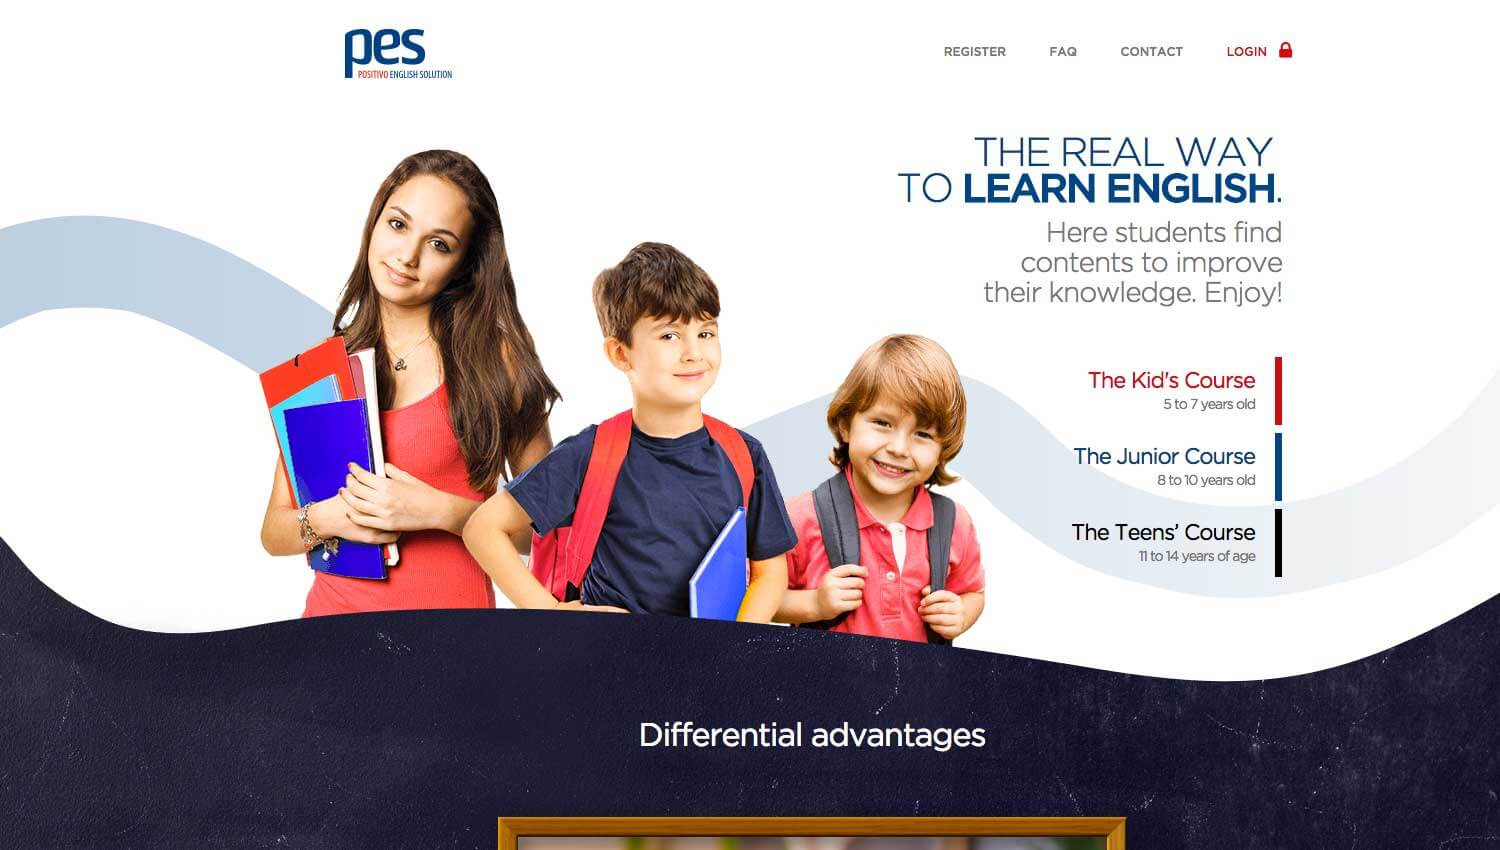 pes
POSITIVO ENGLISH SOLUTION
REGISTER
FAQ
CONTACT
LOGIN
THE REAL WAY
TO LEARN ENGLISH.
Here students find
contents to improve
their knowledge. Enjoy!
The Kid's Course
5 to 7 years old
The Junior Course
8 to 10 years old
The Teens’ Course
11 to 14 years of age
Differential advantages